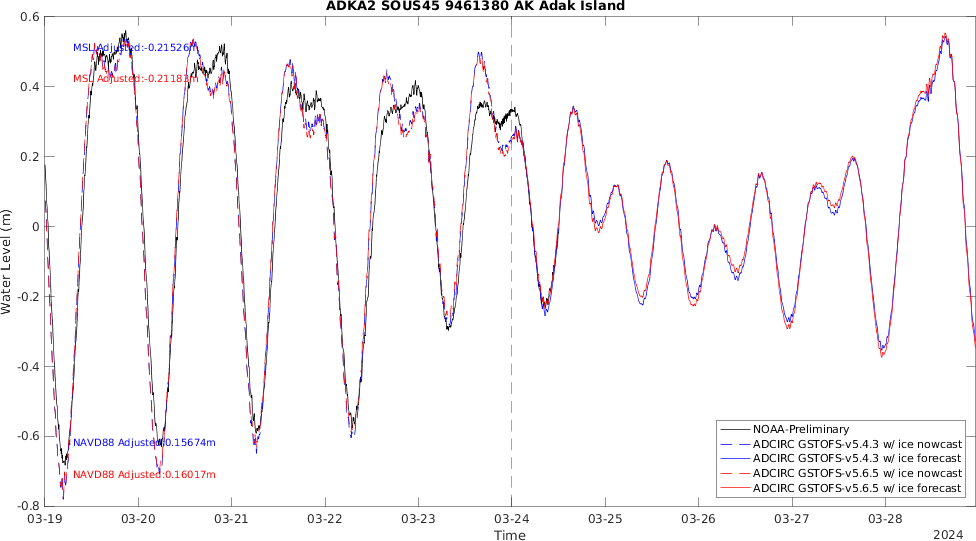 ADKA2 SOUS45 9461380 AK Adak Island
0.6
0.4
0.2
0
-0.2
-0.4
-0.6
-0.8
Water Level (m)
MSL Adjusted:-0.21526m
MSL Adjusted:-0.21183m
NAVD88 Adjusted:0.15674m
NAVD88 Adjusted:0.16017m
NOAA-Preliminary
ADCIRC GSTOFS-v5.4.3 w/ ice nowcast
ADCIRC GSTOFS-v5.4.3 w/ ice forecast
ADCIRC GSTOFS-v5.6.5 w/ ice nowcast
ADCIRC GSTOFS-v5.6.5 w/ ice forecast
03-19 03-20 03-21 03-22 03-23 03-24 03-25 03-26 03-27 03-28
Time
2024